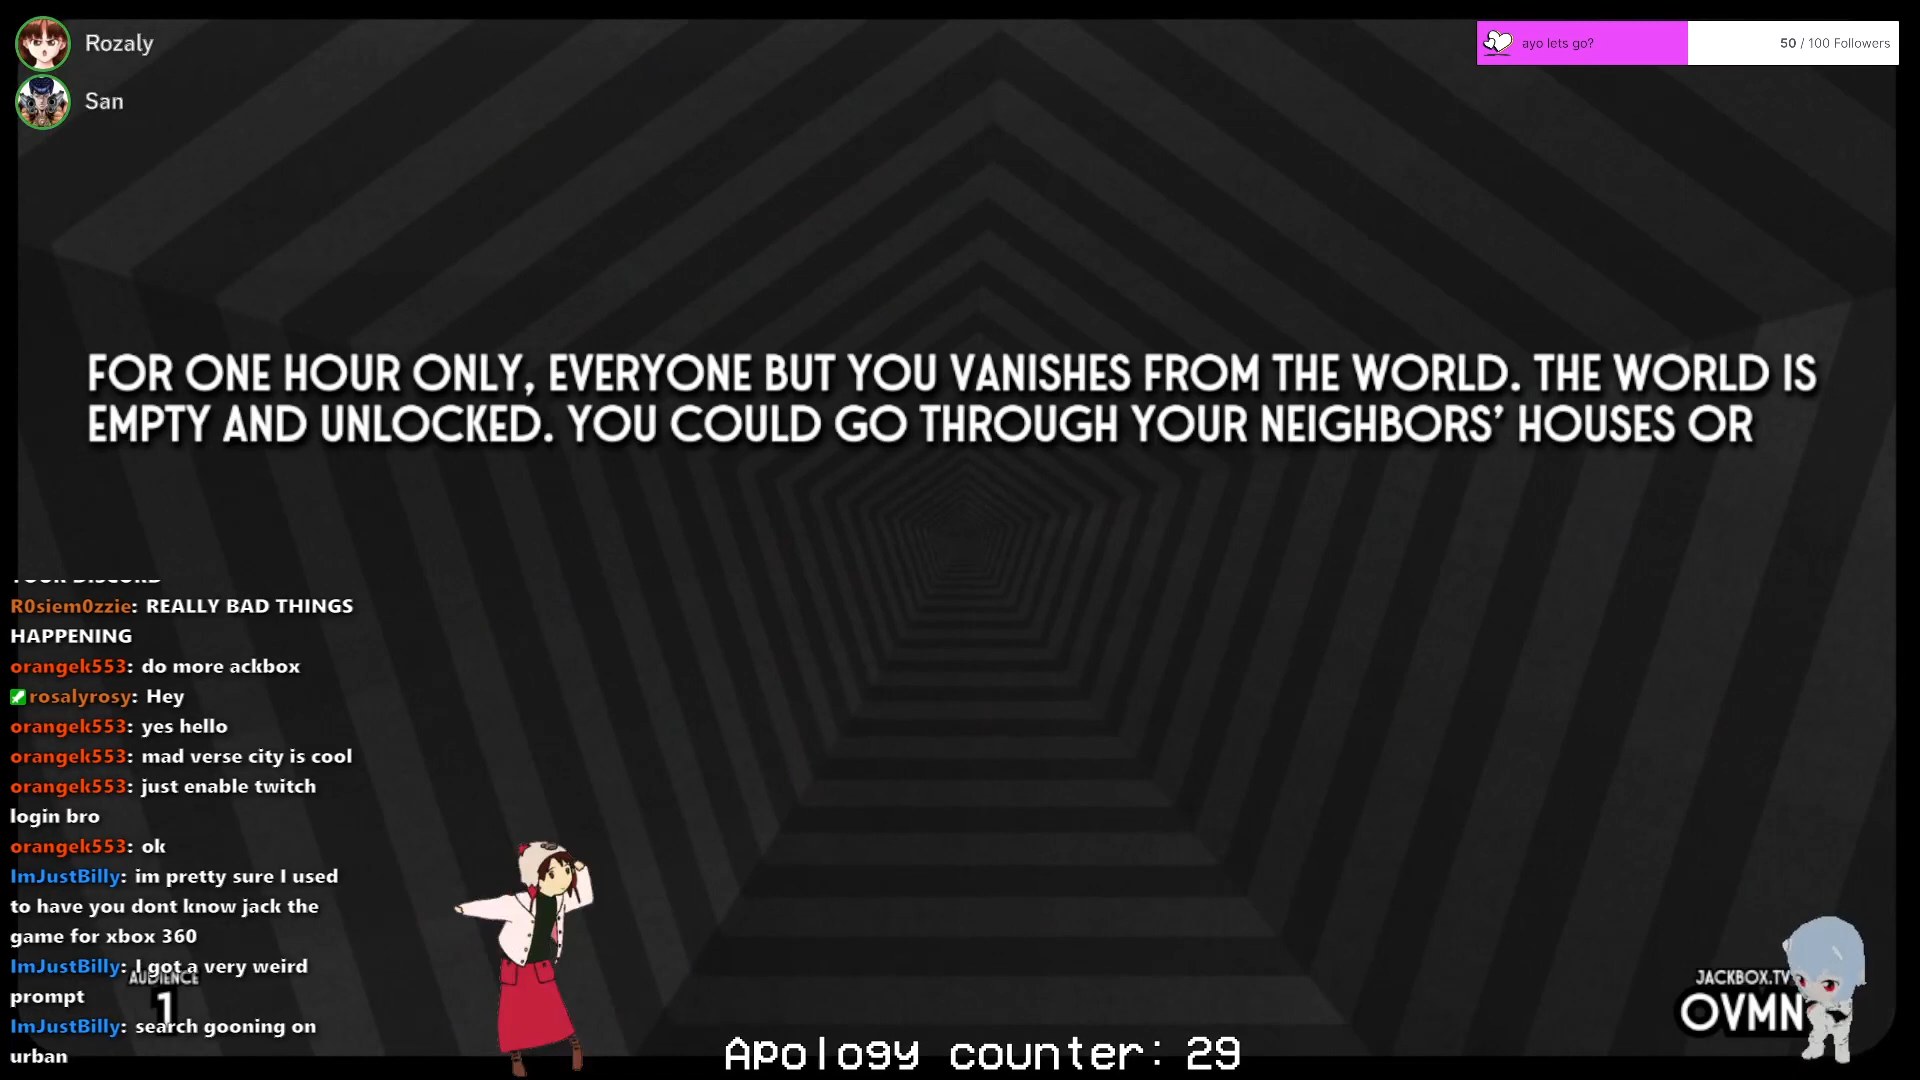 Rozaly
San
ayo lets go?
50 / 100 Followers
FOR ONE HOUR ONLY, EVERYONE BUT YOU VANISHES FROM THE WORLD. THE WORLD IS
EMPTY AND UNLOCKED. YOU COULD GO THROUGH YOUR NEIGHBORS' HOUSES OR
YOUR DISCORD
R0siem0zzie: REALLY BAD THINGS
HAPPENING
orangek553: do more ackbox
rosalyrosy: Hey
orangek553: yes hello
orangek553: mad verse city is cool
orangek553: just enable twitch
login bro
orangek553: ok
ImJustBilly: im pretty sure I used
to have you dont know jack the
game for xbox 360
ImJustBilly: I got a very weird
prompt
ImJustBilly: search gooning on
urban
AUDIENCE
1
JACKBOX.TV
OVMN
Apology counter: 29